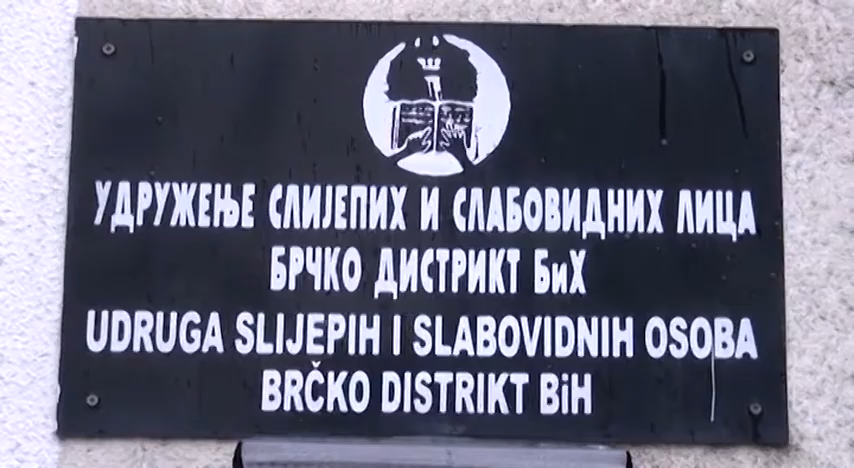 УДРУЖЕЊЕ СЛИЈЕПИХ И СЛАБОВИДНИХ ЛИЦА
БРЧКО ДИСТРИКТ БиХ
UDRUGA SLIJEPIH I SLABOVIDNIH OSOBA
BRČKO DISTRIKT BiH